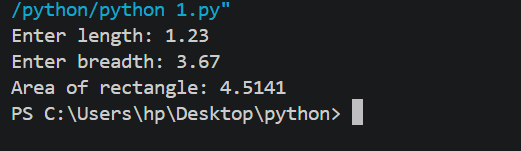 /python/python 1.py"
Enter length: 1.23
Enter breadth: 3.67
Area of rectangle: 4.5141
PS C:\Users\hp\Desktop\python>